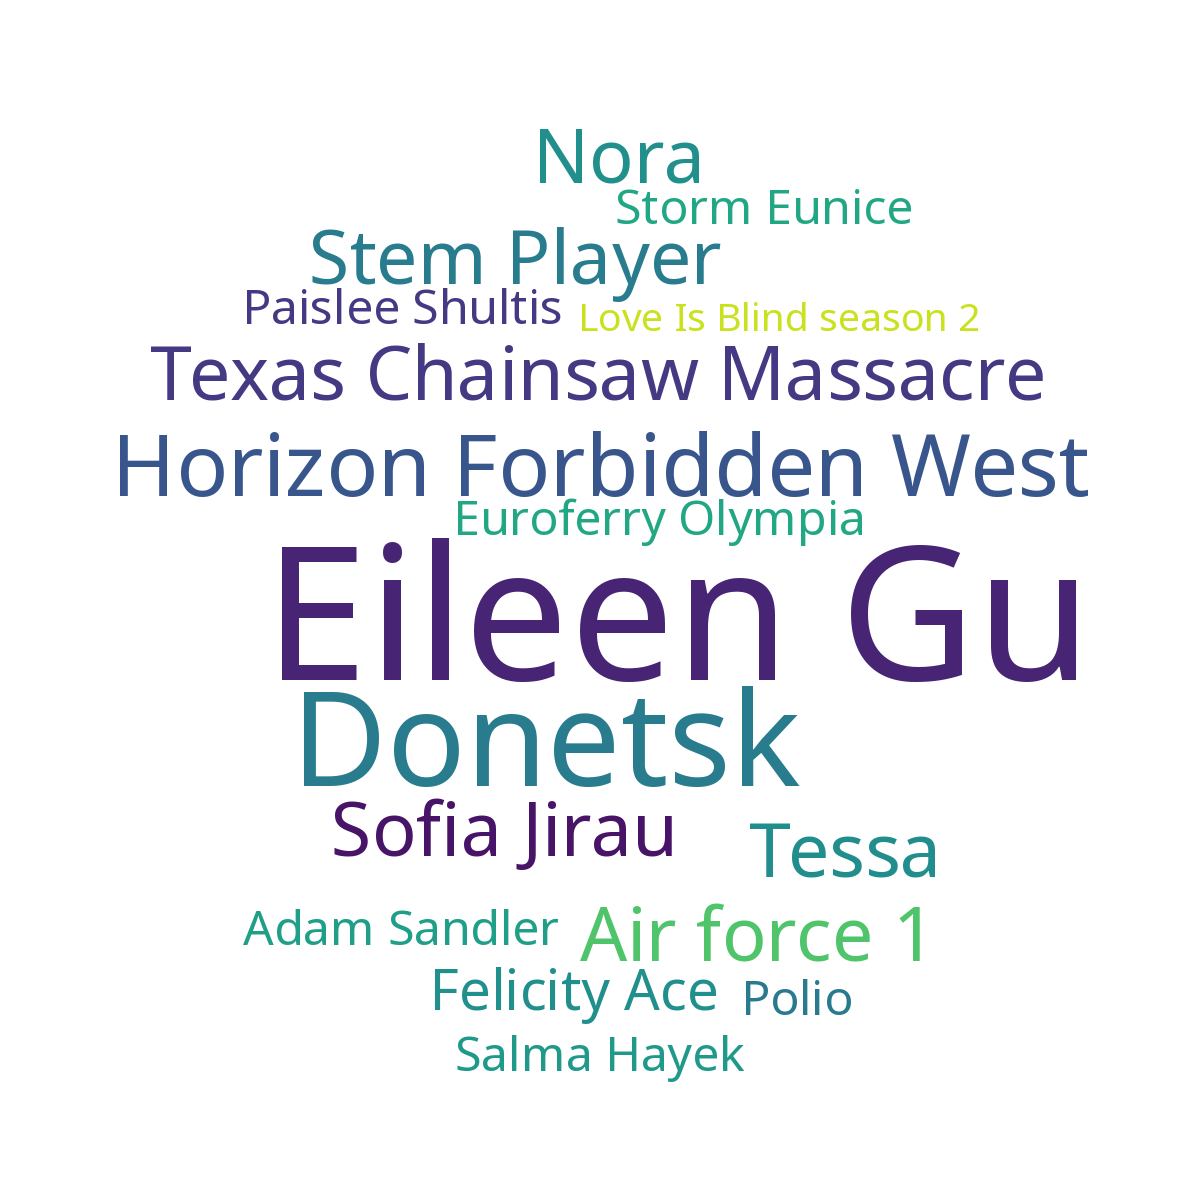 Nora
Storm Eunice
Stem Player
Paislee Shultis
Love Is Blind season 2
Texas Chainsaw Massacre
Horizon Forbidden West
Euroferry Olympia
Eileen Gu
Donetsk
Sofia Jirau
Tessa
Adam Sandler
Air force 1
Felicity Ace
Polio
Salma Hayek